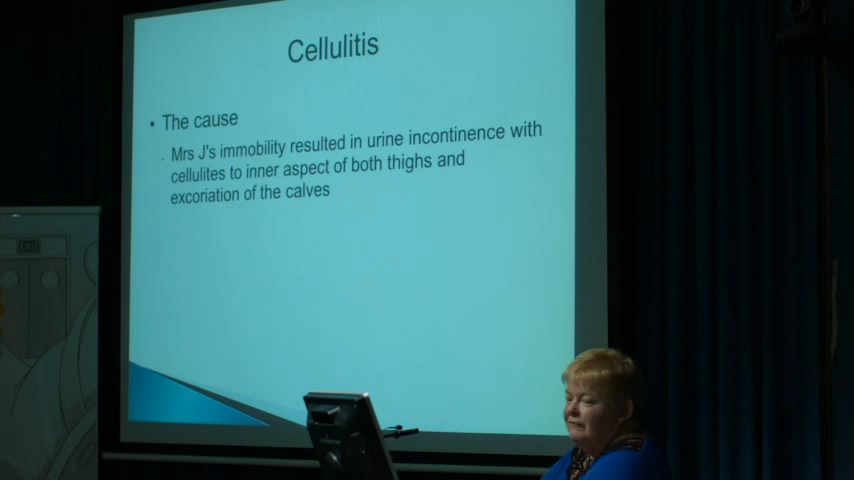 Cellulitis
• The cause
- Mrs J's immobility resulted in urine incontinence with
cellulites to inner aspect of both thighs and
excoriation of the calves